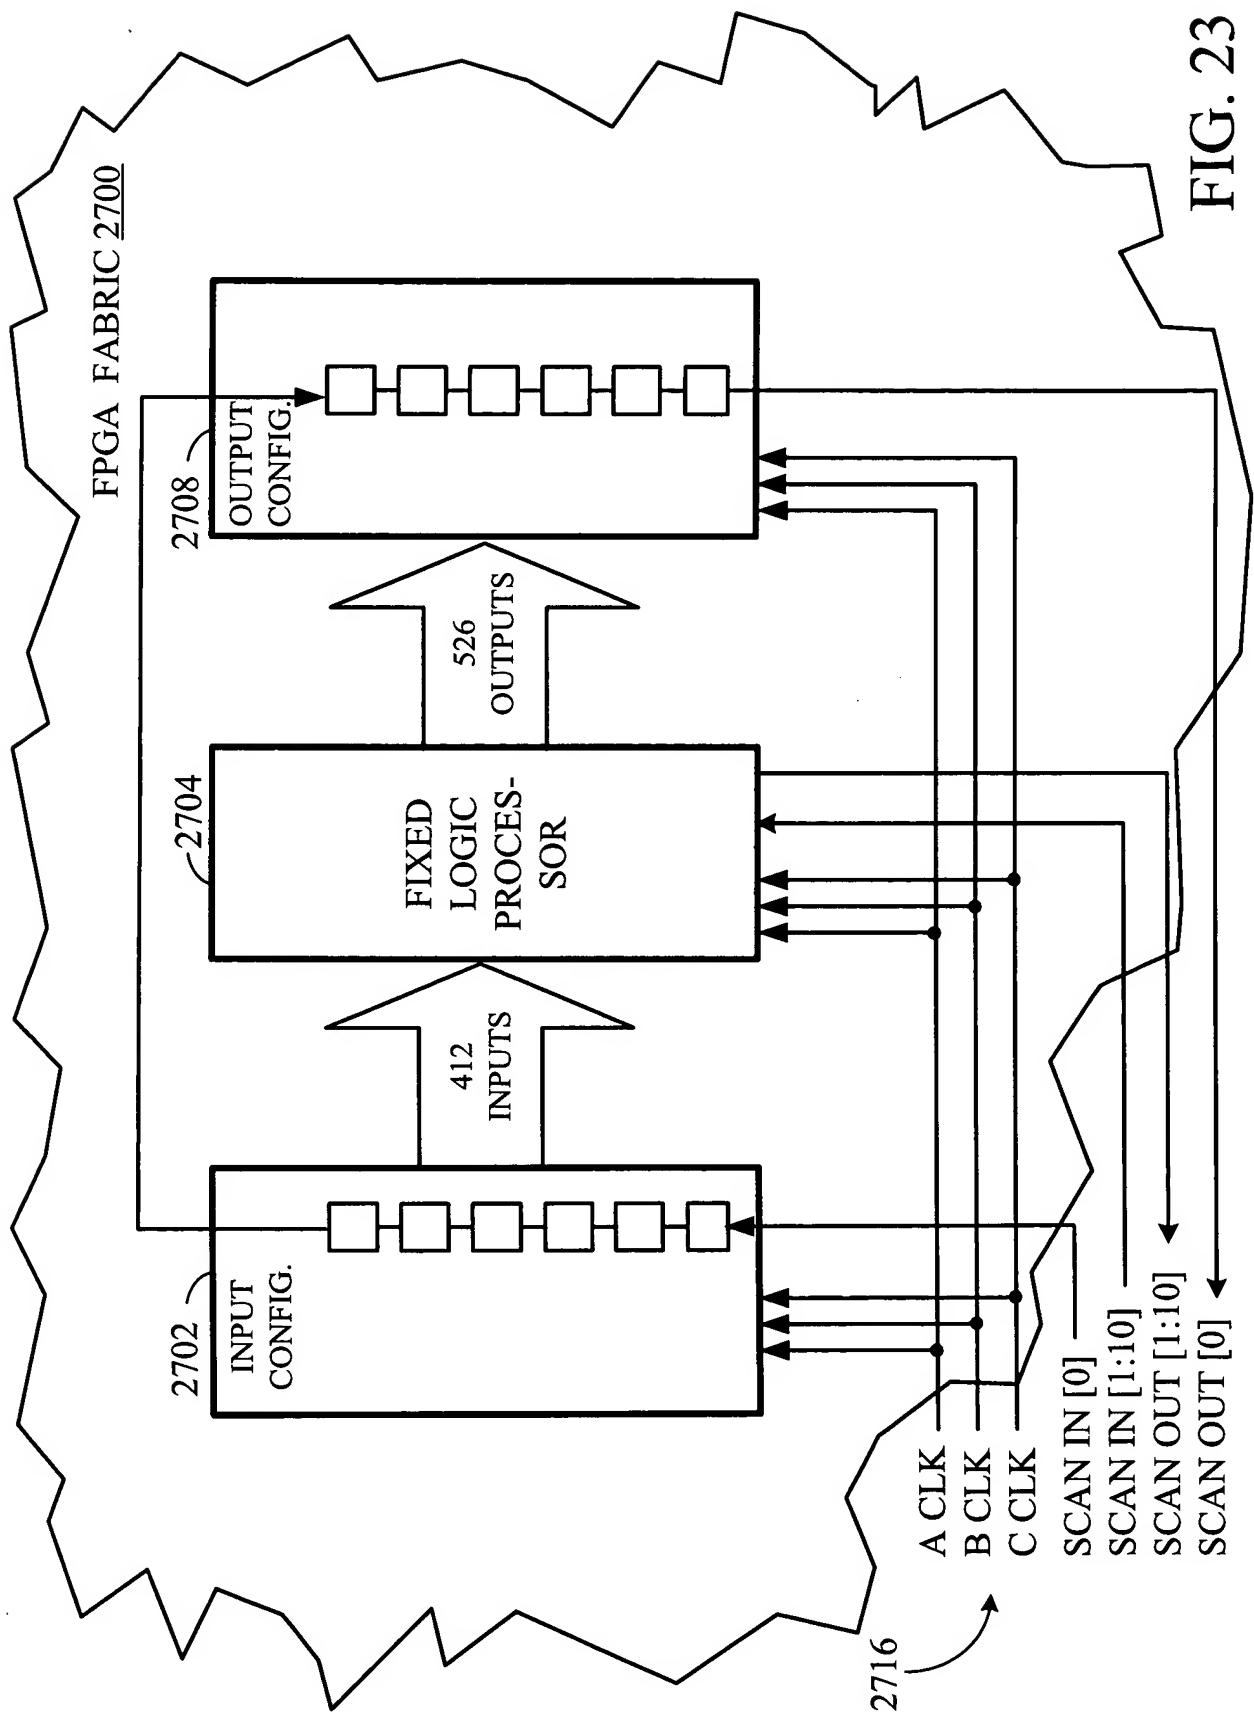 FPGA FABRIC 2700
2702
INPUT
CONFIG.
412
INPUTS
2704
FIXED
LOGIC
PROCES-
SOR
526
OUTPUTS
2708
OUTPUT
CONFIG.
2716
A CLK
B CLK
C CLK
SCAN IN [0]
SCAN IN [1:10]
SCAN OUT [1:10]
SCAN OUT [0]
FIG. 23